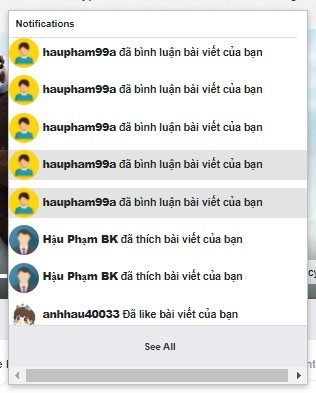 Notifications
haupham99a đã bình luận bài viết của bạn
haupham99a đã bình luận bài viết của bạn
haupham99a đã bình luận bài viết của bạn
haupham99a đã bình luận bài viết của bạn
haupham99a đã bình luận bài viết của bạn
Hậu Phạm BK đã thích bài viết của bạn
Hậu Phạm BK đã thích bài viết của bạn
anhhau40033 Đã like bài viết của bạn
See All